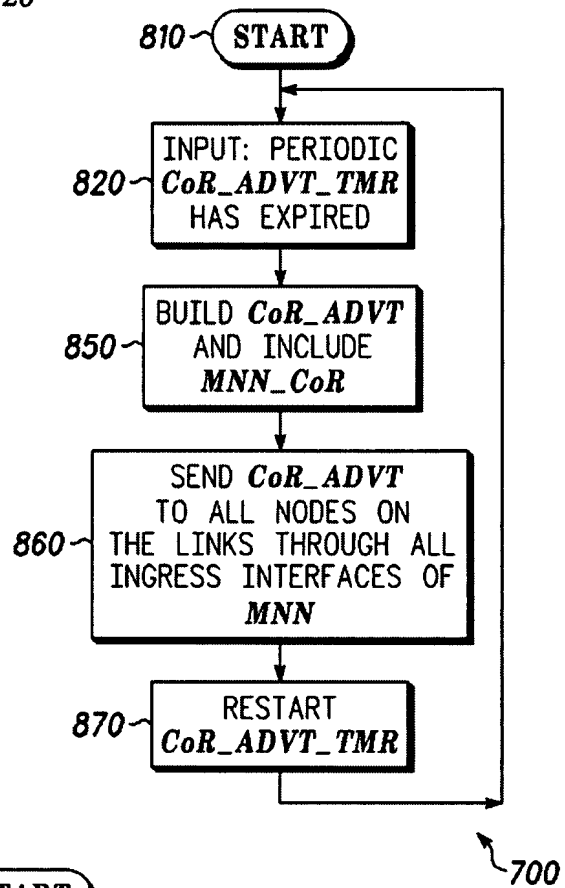 810 START
INPUT: PERIODIC
820 CoR_ADVT_TMR
HAS EXPIRED
BUILD CoR_ADVT
850 AND INCLUDE
MNN_CoR
SEND CoR_ADVT
TO ALL NODES ON
860 THE LINKS THROUGH ALL
INGRESS INTERFACES OF
MNN
RESTART
870 CoR_ADVT_TMR
700